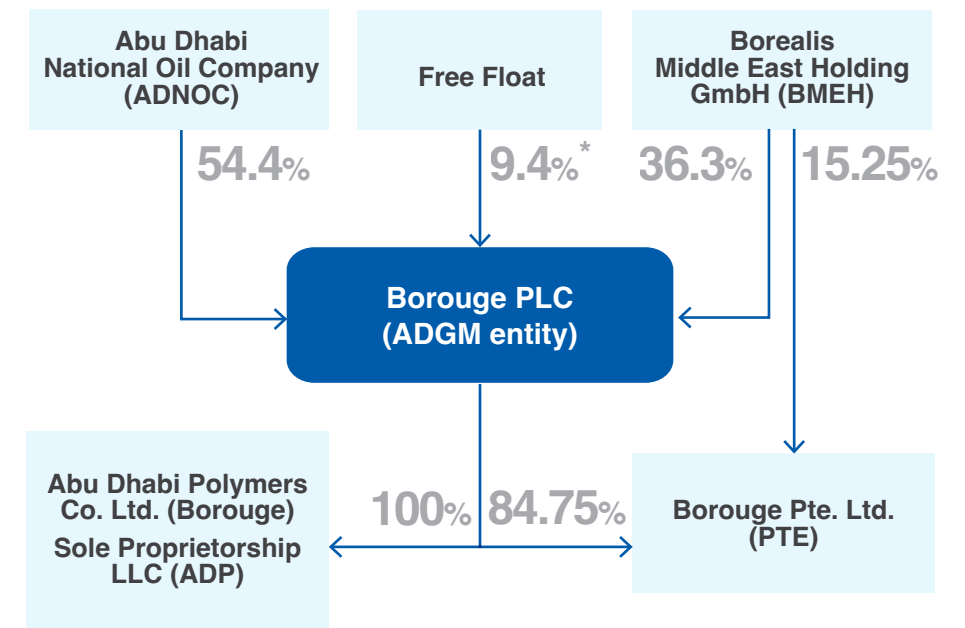 Abu Dhabi
National Oil Company
(ADNOC)
Free Float
Borealis
Middle East Holding
GmbH (BMEH)
54.4%
9.4%*
36.3%
15.25%
Borouge PLC
(ADGM entity)
Abu Dhabi Polymers
Co. Ltd. (Borouge)
Sole Proprietorship
LLC (ADP)
100%
84.75%
Borouge Pte. Ltd.
(PTE)